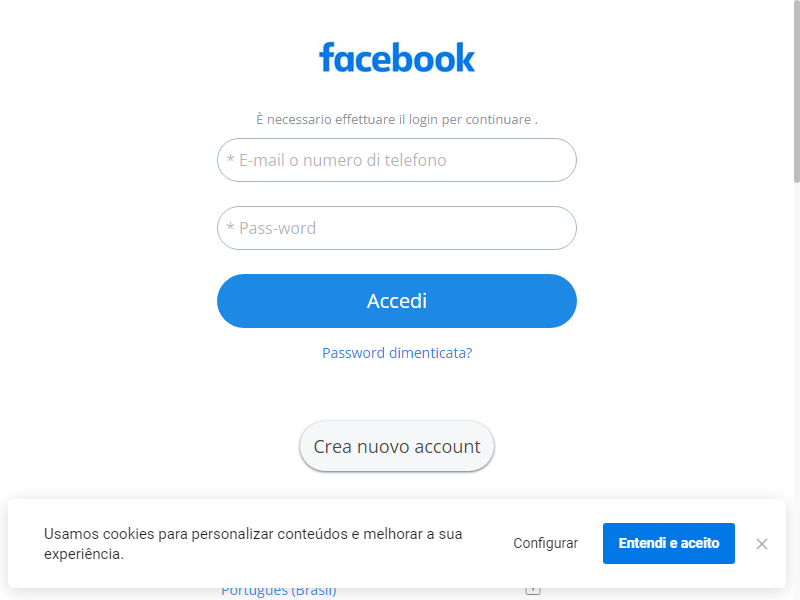 facebook
È necessario effettuare il login per continuare .
* E-mail o numero di telefono
* Pass-word
Accedi
Password dimenticata?
Crea nuovo account
Usamos cookies para personalizar conteúdos e melhorar a sua
experiência.
Configurar
Entendi e aceito
Português (Brasil)